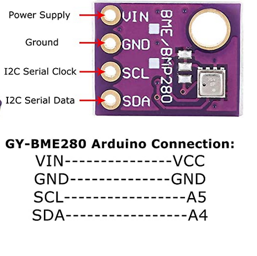 Power Supply
VIN
Ground
GND
I2C Serial Clock
SCL
I2C Serial Data
SDA
BME/BMP280
GY-BME280 Arduino Connection:
VIN---------------VCC
GND--------------GND
SCL-----------------A5
SDA----------------A4